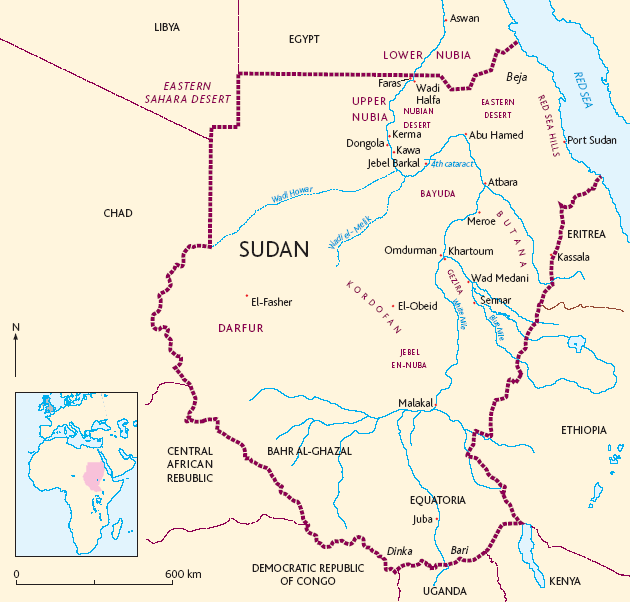 Aswan
LIBYA
EGYPT
LOWER NUBIA
EASTERN
SAHARA DESERT
Faras
Wadi
Halfa
Beja
RED SEA
UPPER
NUBIA
NUBIAN
DESERT
EASTERN
DESERT
RED SEA HILLS
Kerma
Dongola
Kawa
Abu Hamed
Port Sudan
Jebel Barkal
4th cataract
Wadi Howar
BAYUDA
Atbara
CHAD
Wadi el-Melik
Meroe
BUTANA
ERITREA
SUDAN
Omdurman
Khartoum
Kassala
GEZIRA
Wad Medani
El-Fasher
KORDOFAN
El-Obeid
White Nile
Sennar
Blue Nile
DARFUR
JEBEL
EN-NUBA
N
Malakal
ETHIOPIA
CENTRAL
AFRICAN
REBUBLIC
BAHR AL-GHAZAL
EQUATORIA
Juba
Dinka
Bari
0
600 km
DEMOCRATIC REPUBLIC
OF CONGO
UGANDA
KENYA